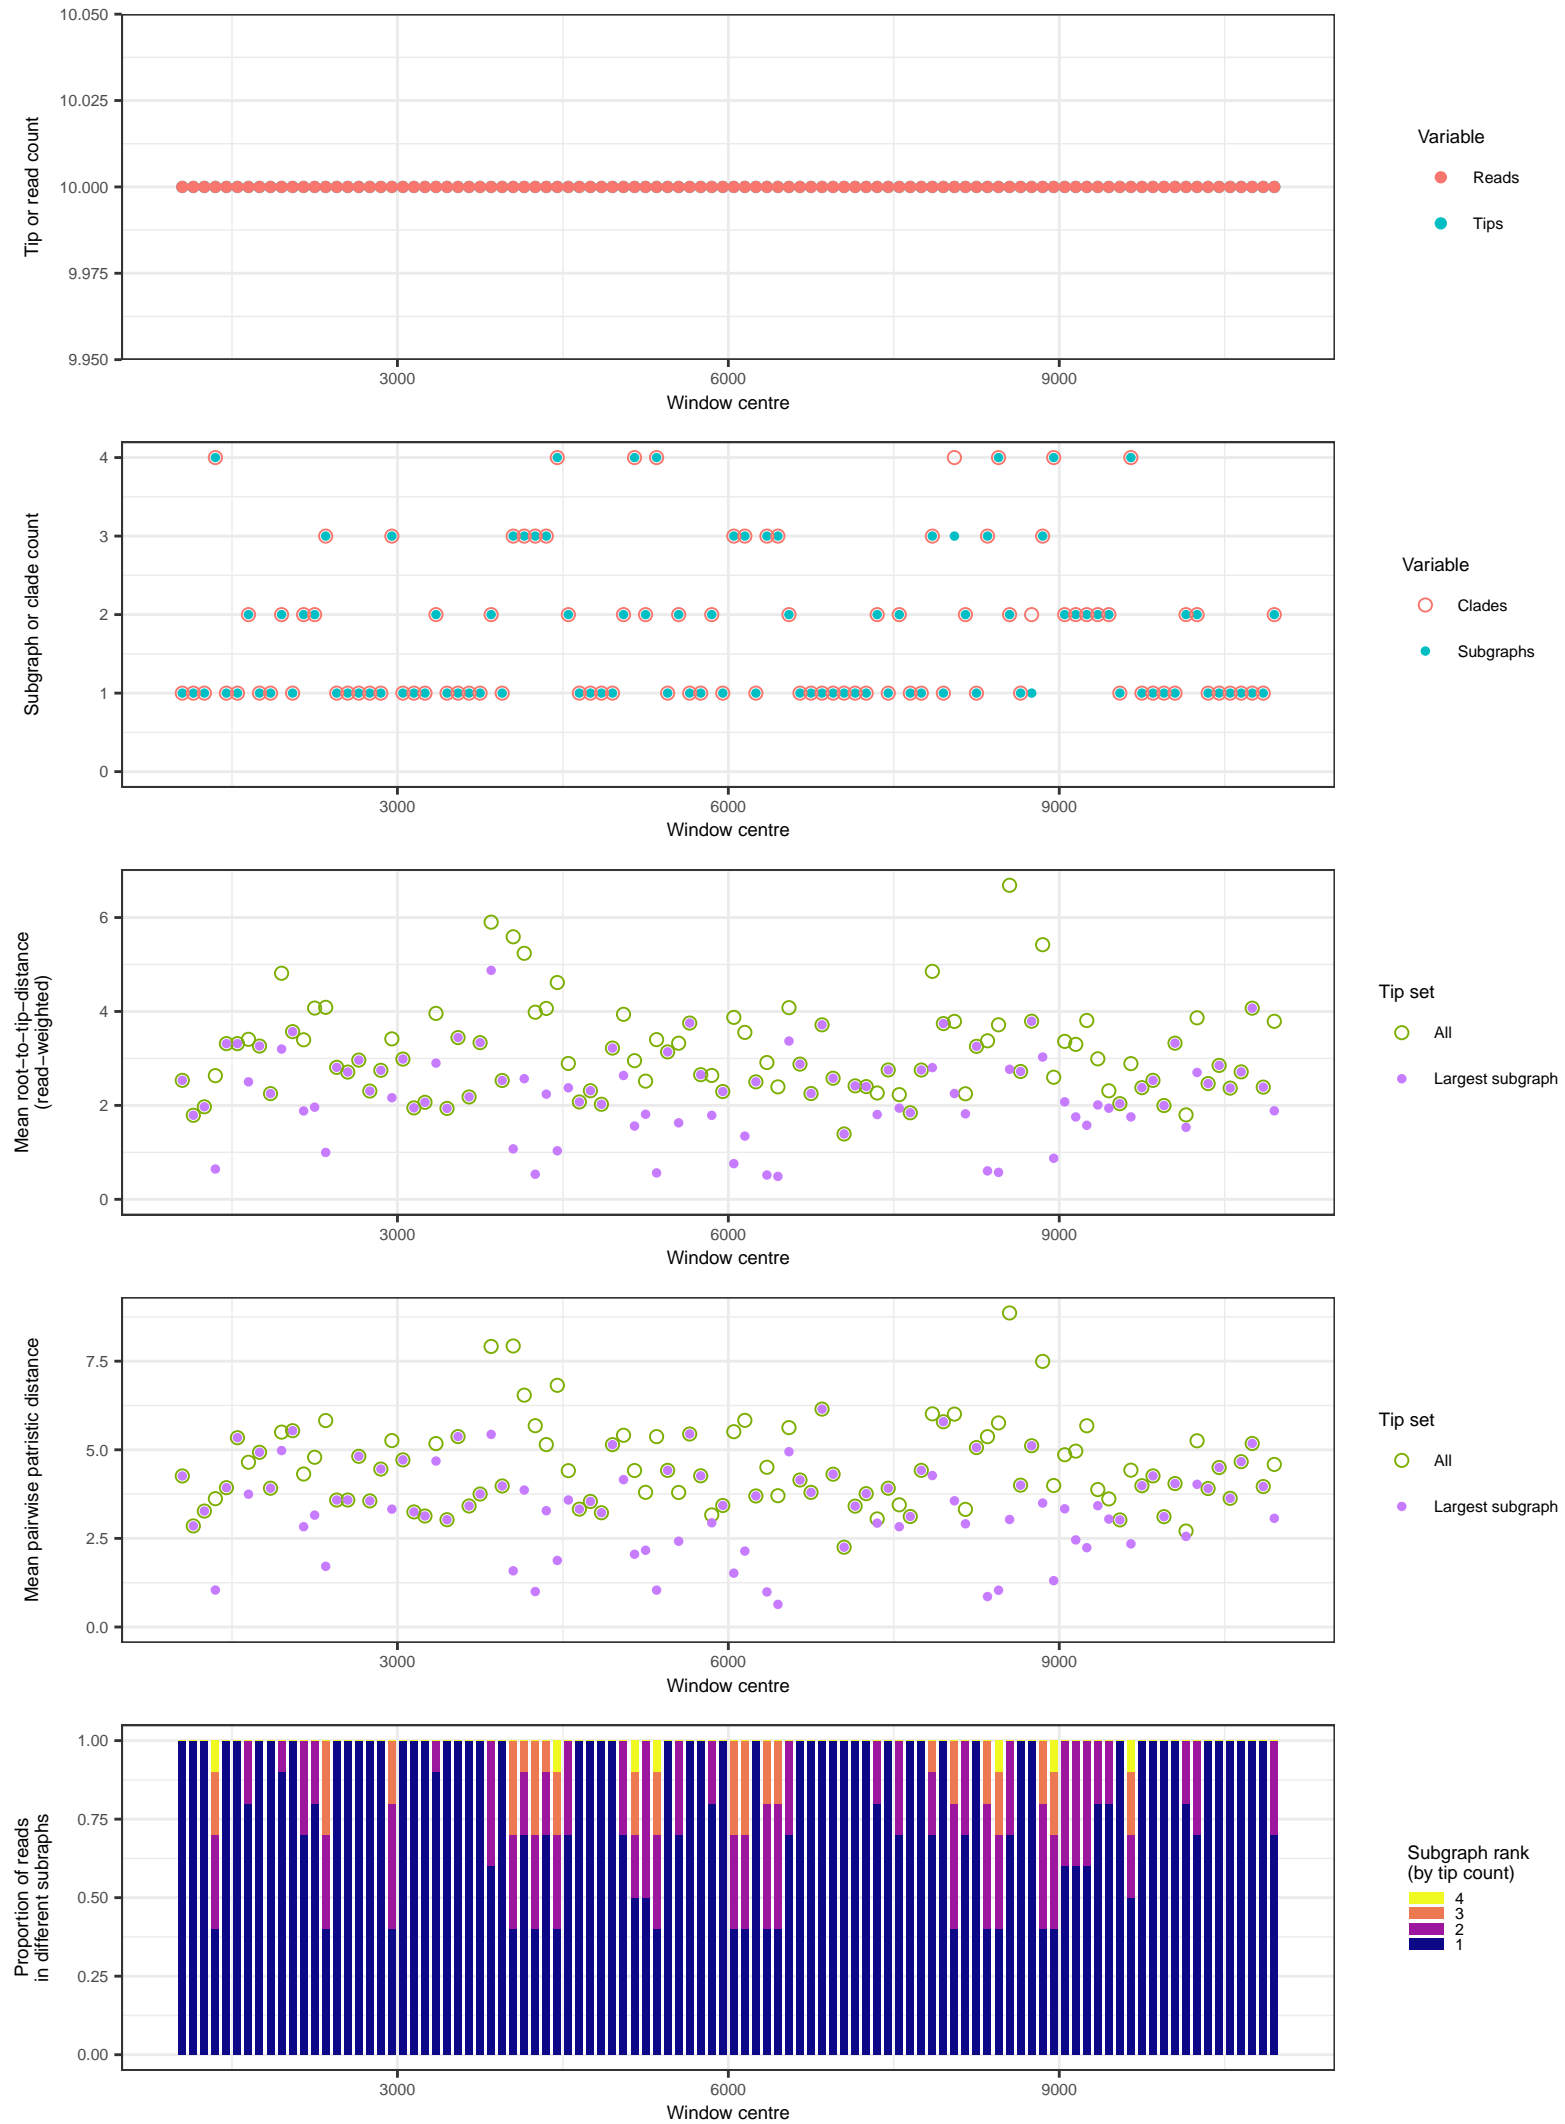 10.050
10.025
10.000
9.975
9.950
Tip or read count
3000
6000
9000
Window centre
Variable
Reads
Tips
4
3
2
1
0
Subgraph or clade count
3000
6000
9000
Window centre
Variable
Clades
Subgraphs
6
4
2
0
Mean root−to−tip−distance
(read−weighted)
3000
6000
9000
Window centre
Tip set
All
Largest subgraph
7.5
5.0
2.5
0.0
Mean pairwise patristic distance
3000
6000
9000
Window centre
Tip set
All
Largest subgraph
1.00
0.75
0.50
0.25
0.00
Proportion of reads
in different subraphs
3000
6000
9000
Window centre
Subgraph rank
(by tip count)
4
3
2
1